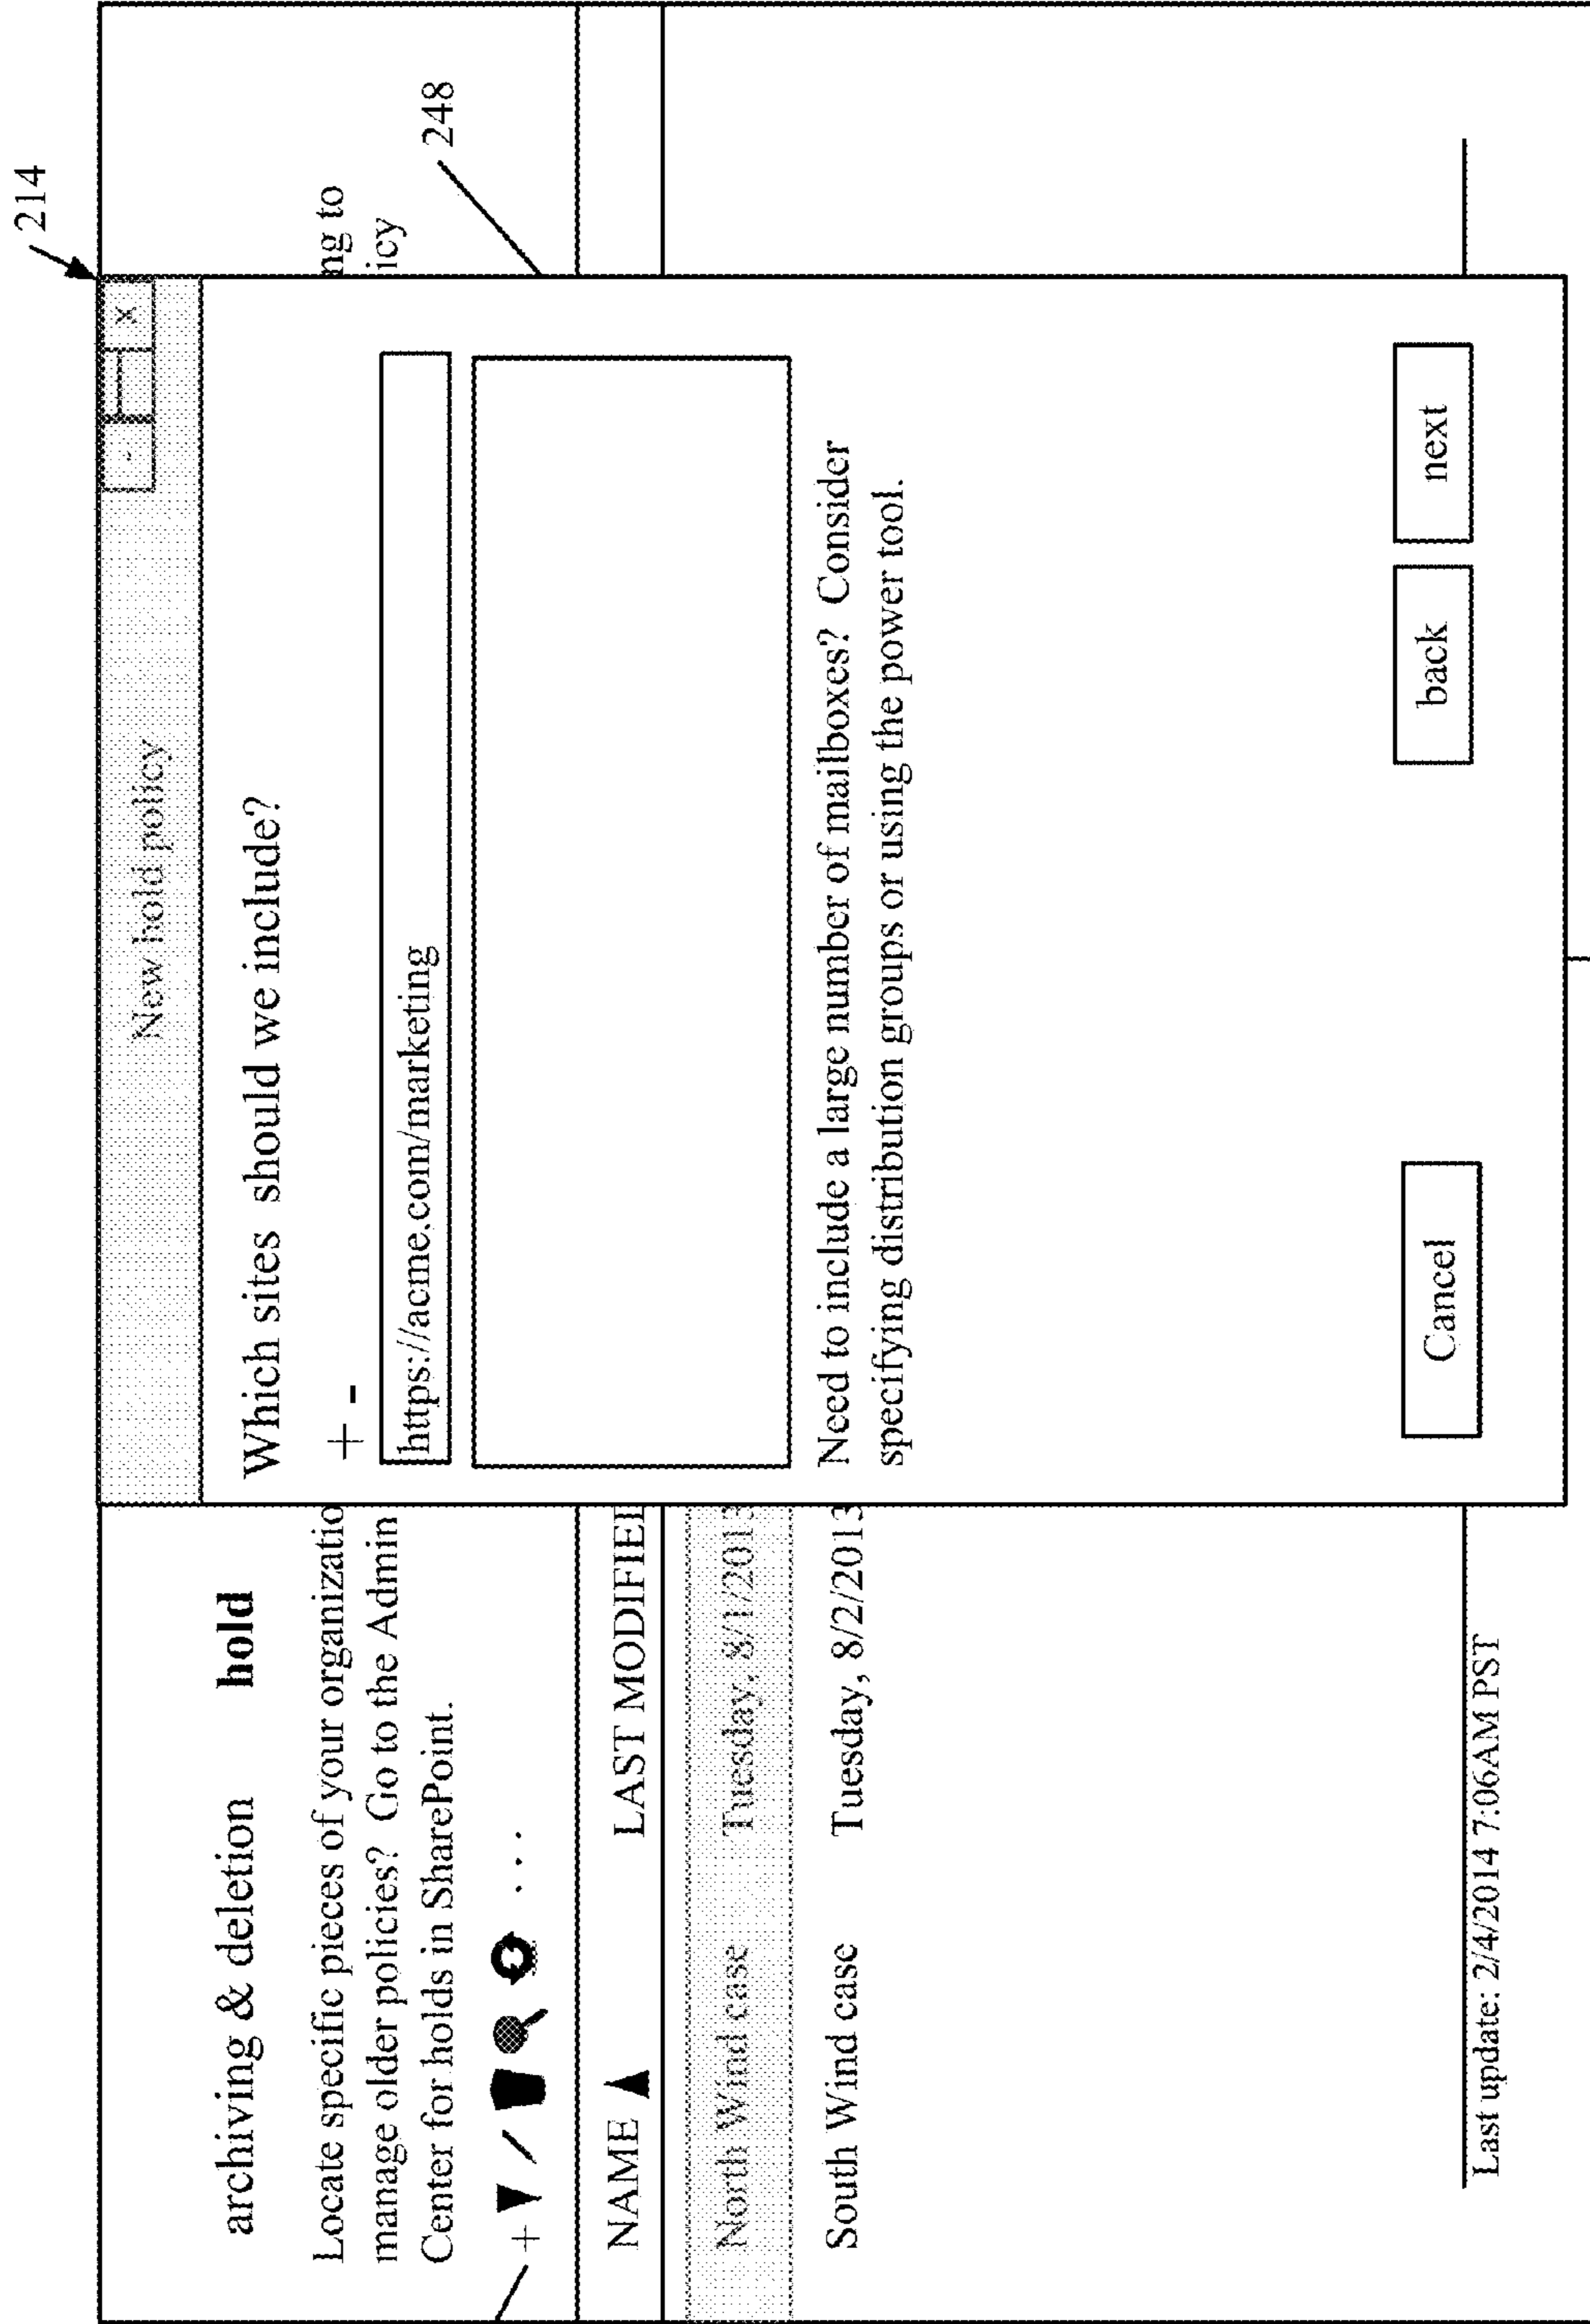 214
archiving & deletion hold
Locate specific pieces of your organizatio
manage older policies? Go to the Admin
Center for holds in SharePoint.
+ / ...
NAME LAST MODIFIED
North Wind case Tuesday, 8/1/2013
South Wind case Tuesday, 8/2/2013
Last update: 2/4/2014 7:06AM PST
ng to
icy
248
New hold policy
- x
Which sites should we include?
+ -
https://acme.com/marketing
Need to include a large number of mailboxes? Consider
specifying distribution groups or using the power tool.
Cancel back next